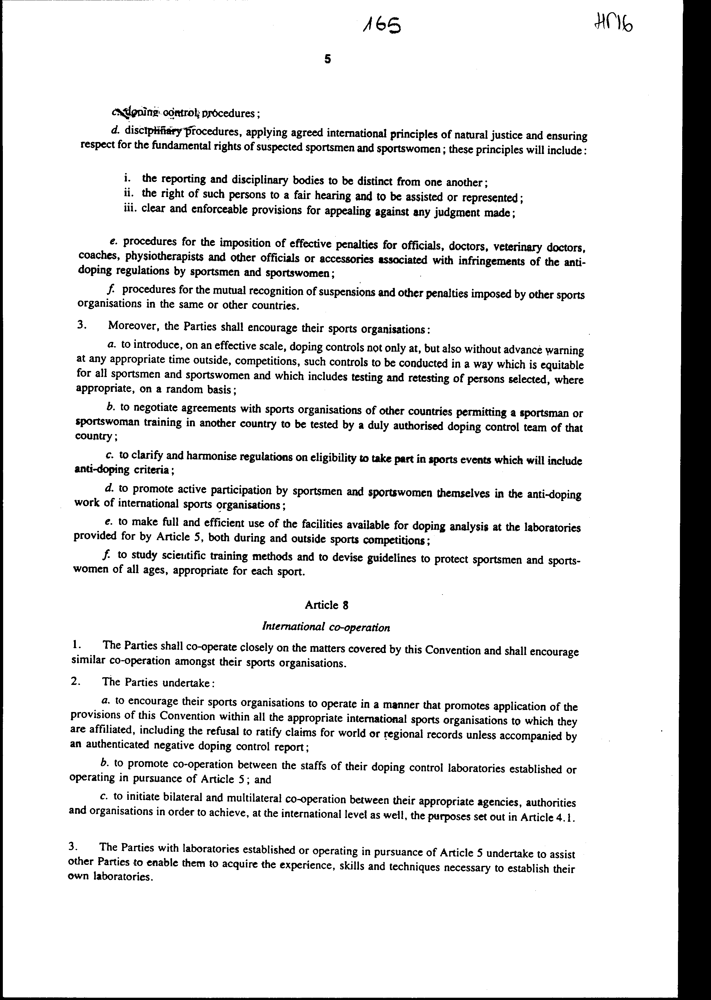 165
5
c. doping control procedures;
d. disciplinary procedures, applying agreed international principles of natural justice and ensuring
respect for the fundamental rights of suspected sportsmen and sportswomen; these principles will include:
i. the reporting and disciplinary bodies to be distinct from one another;
ii. the right of such persons to a fair hearing and to be assisted or represented;
iii. clear and enforceable provisions for appealing against any judgment made;
e. procedures for the imposition of effective penalties for officials, doctors, veterinary doctors,
coaches, physiotherapists and other officials or accessories associated with infringements of the anti-
doping regulations by sportsmen and sportswomen;
f. procedures for the mutual recognition of suspensions and other penalties imposed by other sports
organisations in the same or other countries.
3. Moreover, the Parties shall encourage their sports organisations:
a. to introduce, on an effective scale, doping controls not only at, but also without advance warning
at any appropriate time outside, competitions, such controls to be conducted in a way which is equitable
for all sportsmen and sportswomen and which includes testing and retesting of persons selected, where
appropriate, on a random basis;
b. to negotiate agreements with sports organisations of other countries permitting a sportsman or
sportswoman training in another country to be tested by a duly authorised doping control team of that
country;
c. to clarify and harmonise regulations on eligibility to take part in sports events which will include
anti-doping criteria;
d. to promote active participation by sportsmen and sportswomen themselves in the anti-doping
work of international sports organisations;
e. to make full and efficient use of the facilities available for doping analysis at the laboratories
provided for by Article 5, both during and outside sports competitions;
f. to study scientific training methods and to devise guidelines to protect sportsmen and sports-
women of all ages, appropriate for each sport.
Article 8
International co-operation
1. The Parties shall co-operate closely on the matters covered by this Convention and shall encourage
similar co-operation amongst their sports organisations.
2. The Parties undertake:
a. to encourage their sports organisations to operate in a manner that promotes application of the
provisions of this Convention within all the appropriate international sports organisations to which they
are affiliated, including the refusal to ratify claims for world or regional records unless accompanied by
an authenticated negative doping control report;
b. to promote co-operation between the staffs of their doping control laboratories established or
operating in pursuance of Article 5; and
c. to initiate bilateral and multilateral co-operation between their appropriate agencies, authorities
and organisations in order to achieve, at the international level as well, the purposes set out in Article 4.1.
3. The Parties with laboratories established or operating in pursuance of Article 5 undertake to assist
other Parties to enable them to acquire the experience, skills and techniques necessary to establish their
own laboratories.